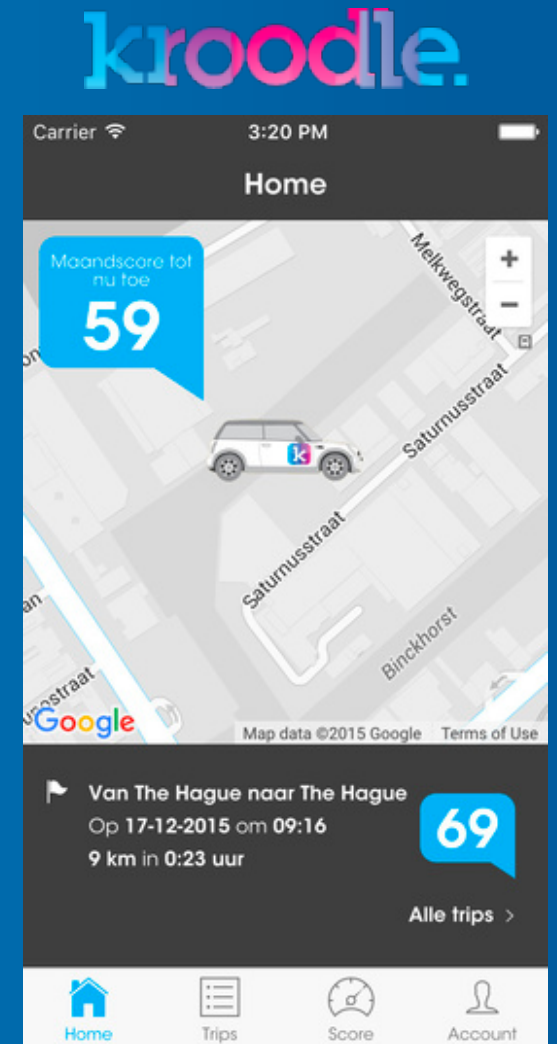 kroodle.
Carrier
3:20 PM
Home
Maandscore tot
nu toe
59
Melkwegstraat
+
−
Saturnusstraat
Saturnusstraat
k
Binckhorst
Google
Map data ©2015 Google
Terms of Use
Van The Hague naar The Hague
Op 17-12-2015 om 09:16
9 km in 0:23 uur
69
Alle trips >
Home
Trips
Score
Account